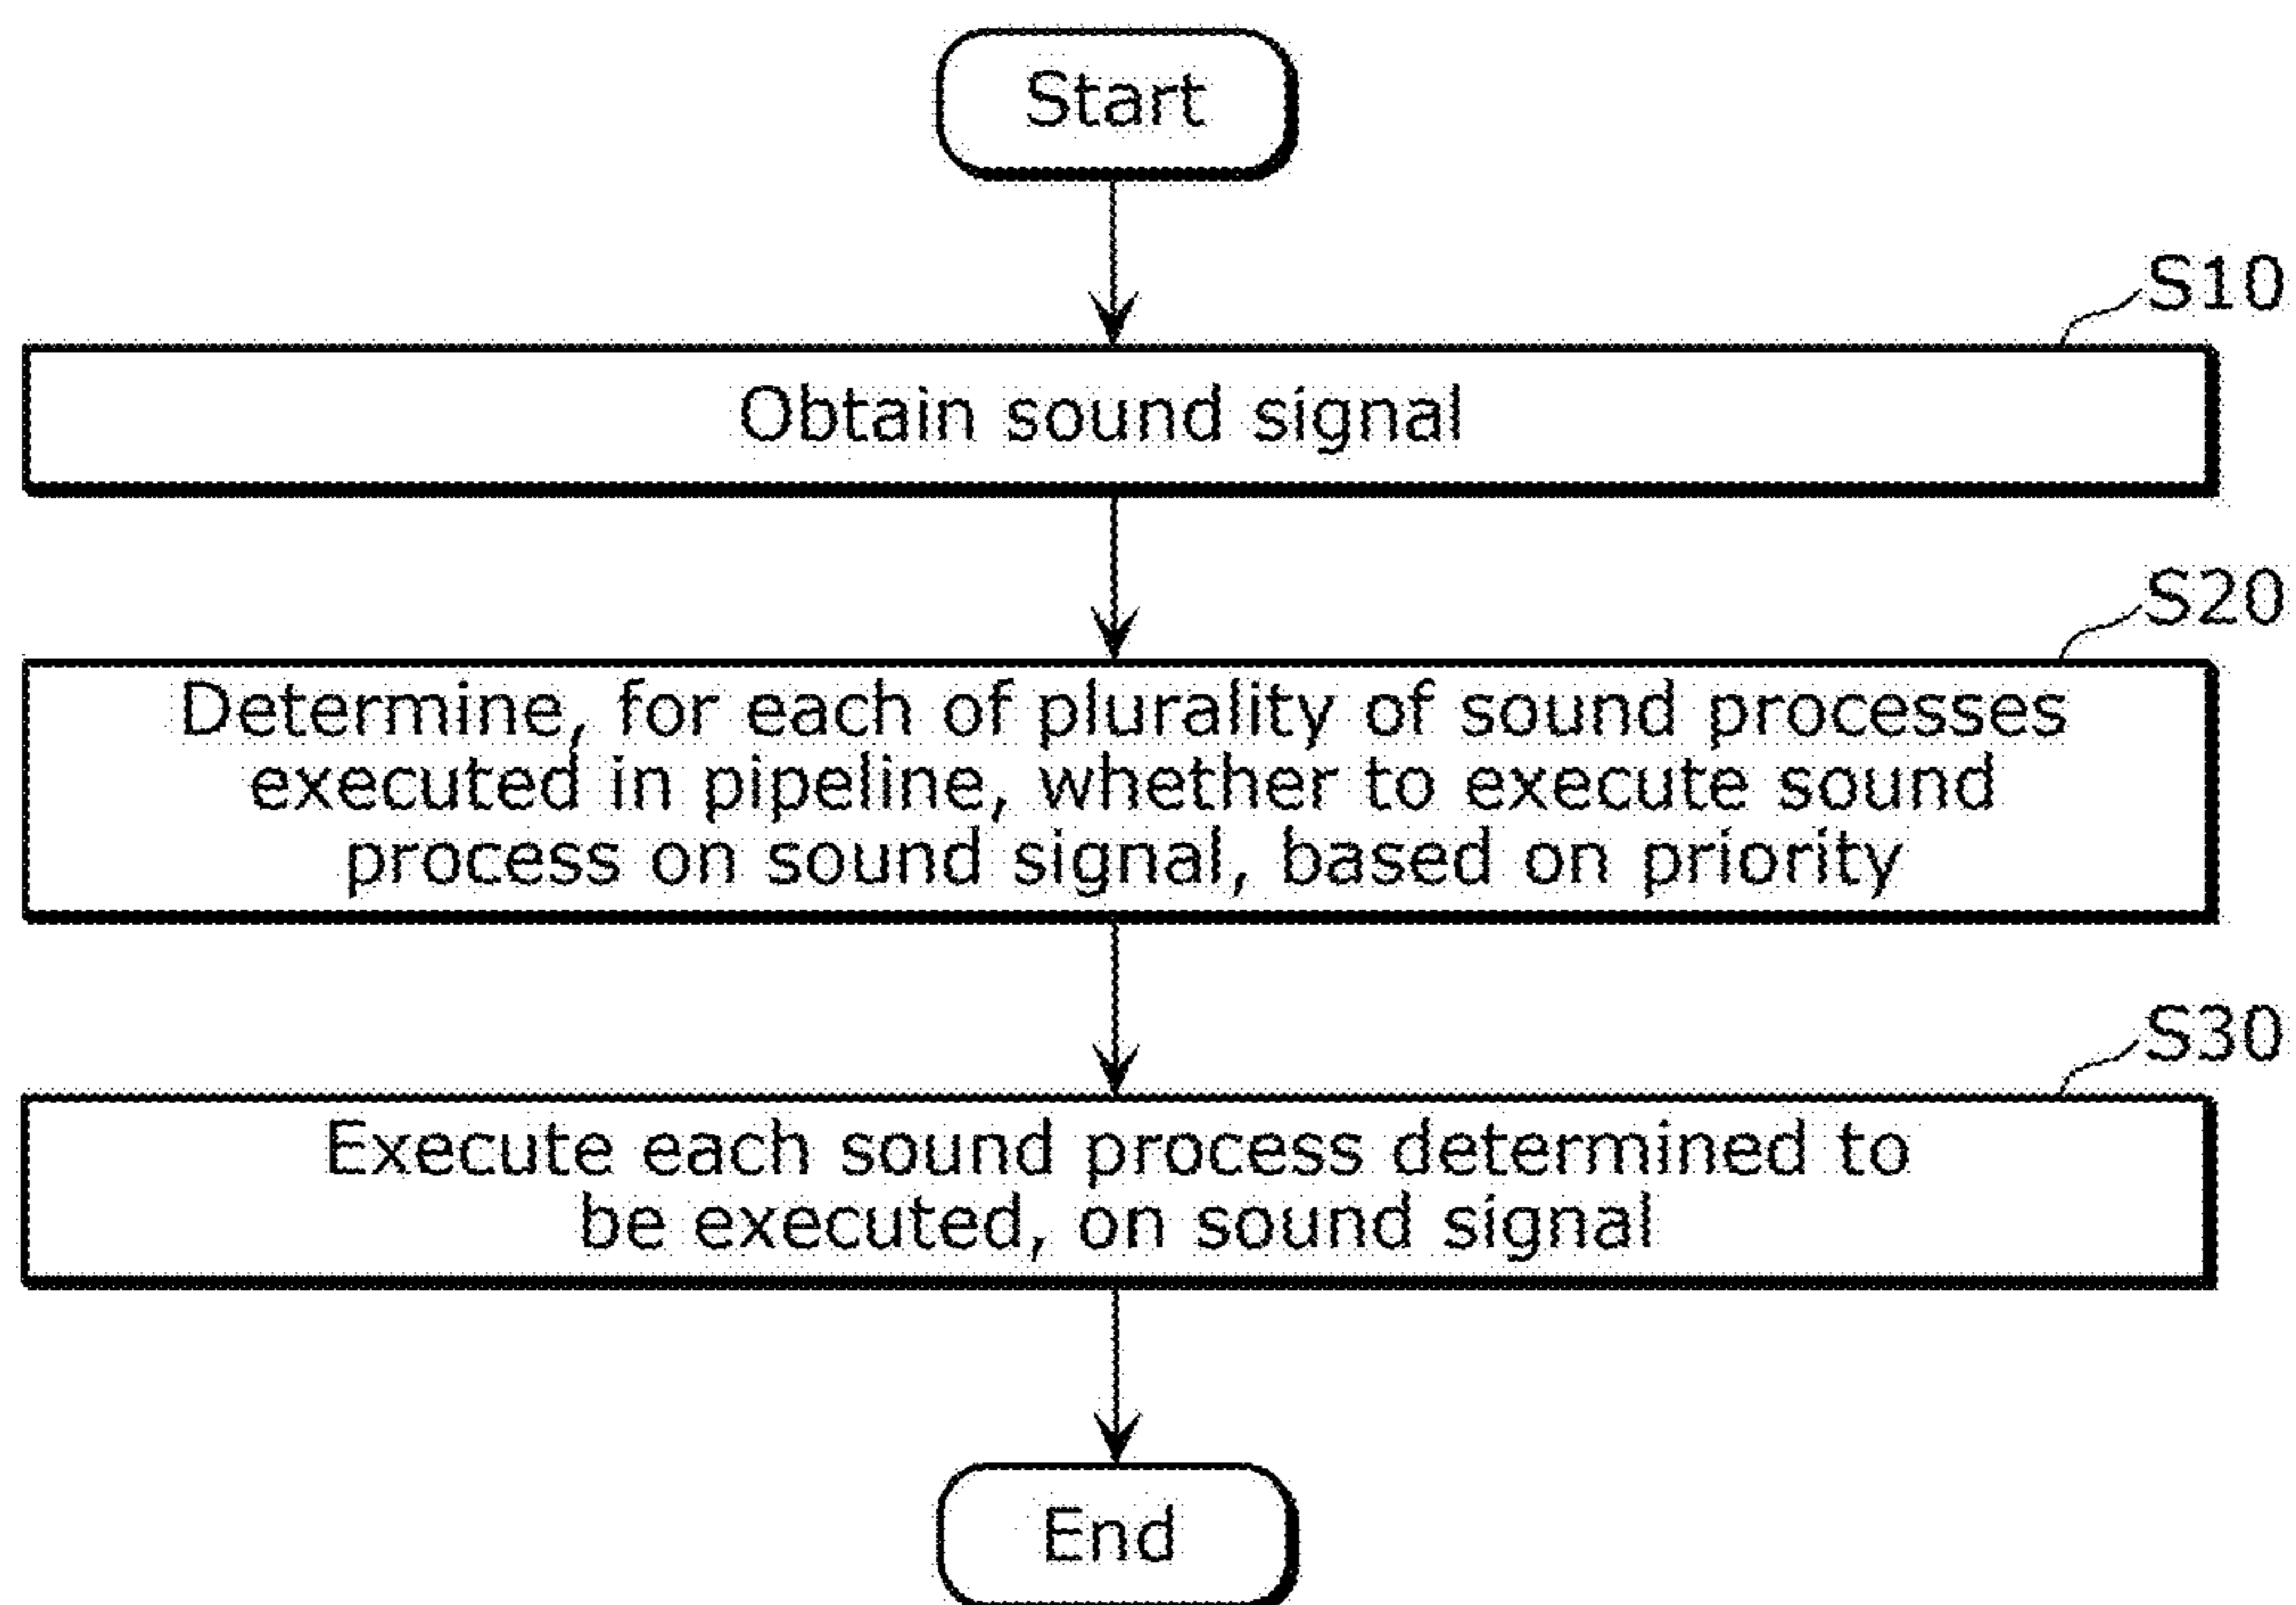 Start
S10
Obtain sound signal
S20
Determine, for each of plurality of sound processes
executed in pipeline, whether to execute sound
process on sound signal, based on priority
S30
Execute each sound process determined to
be executed, on sound signal
End